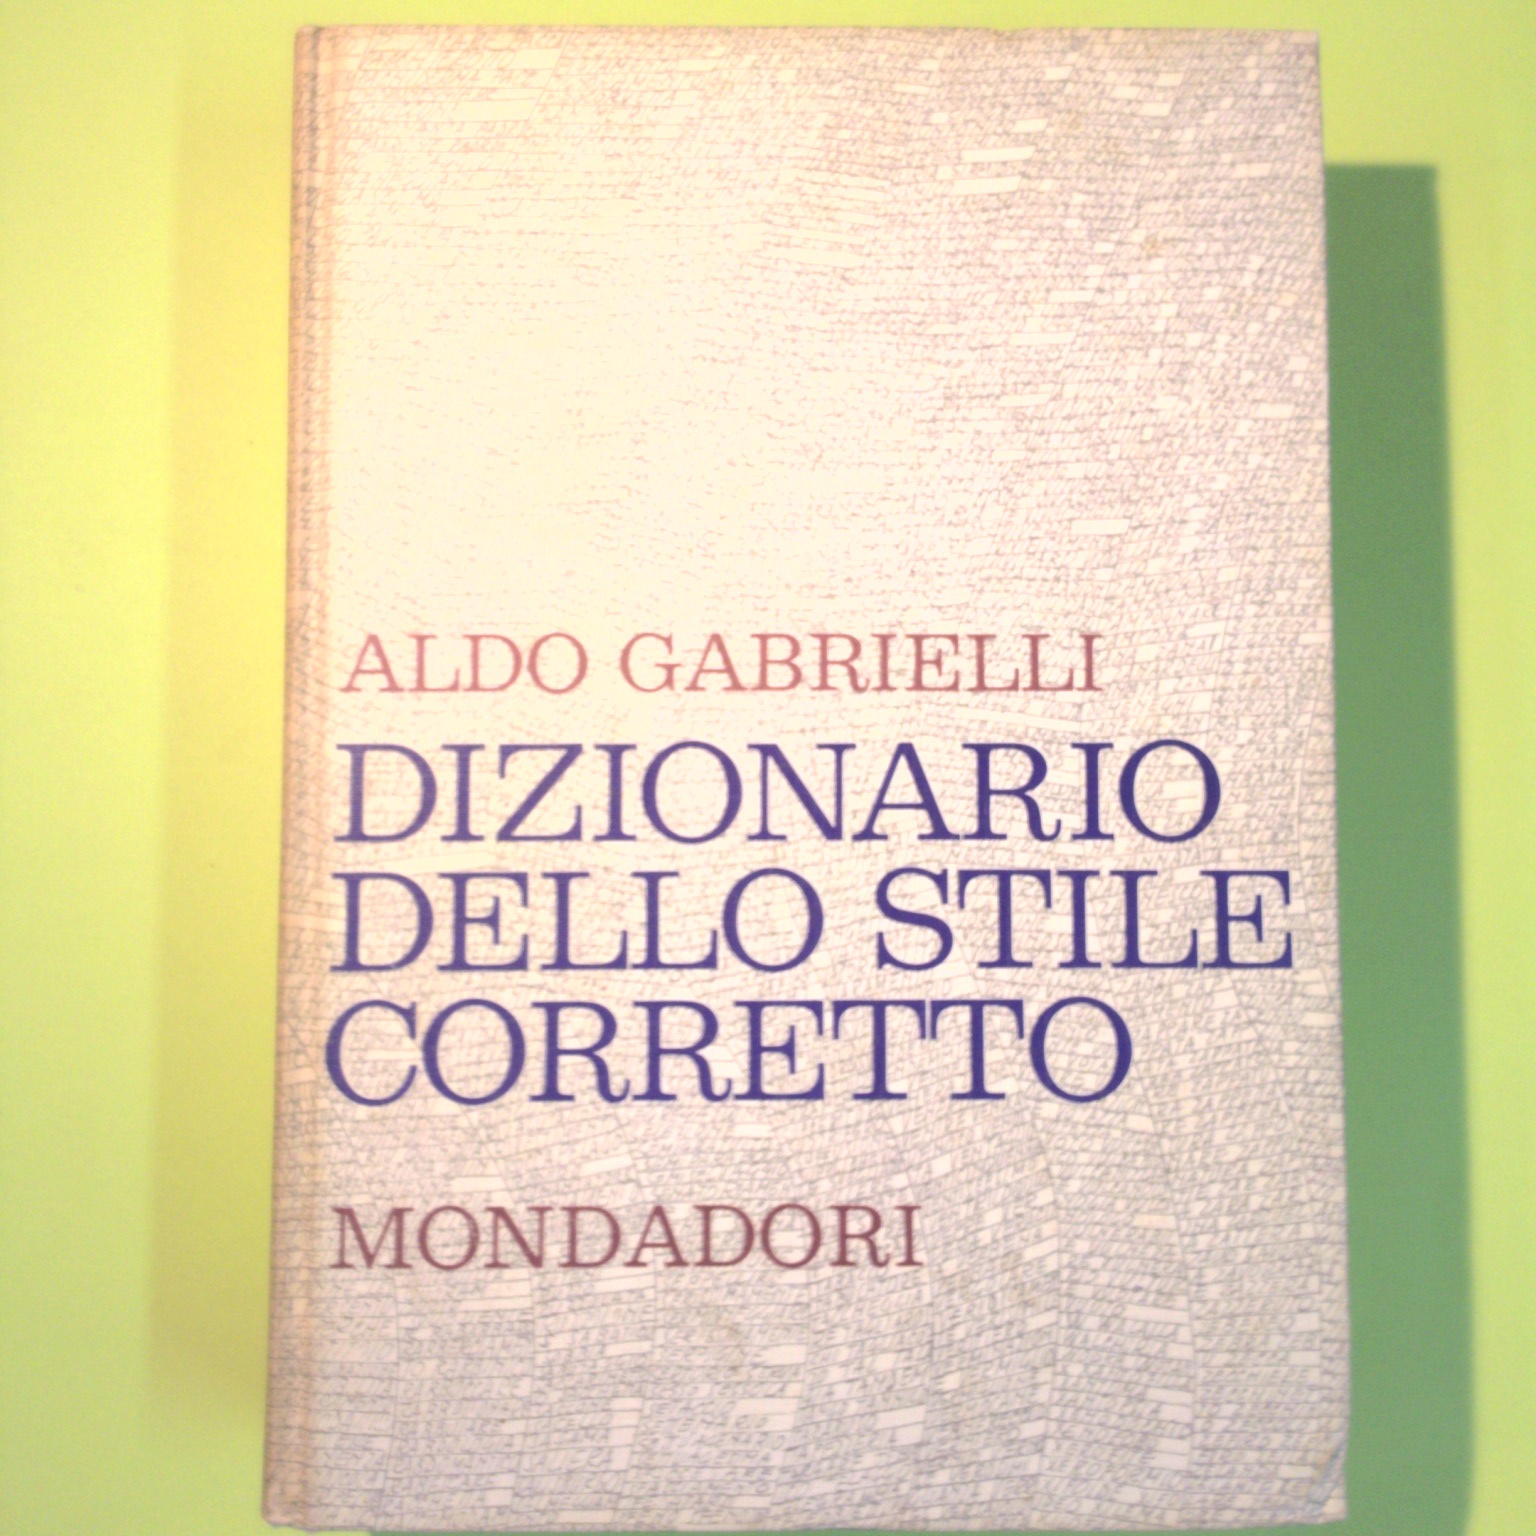 ALDO GABRIELLI
DIZIONARIO
DELLO STILE
CORRETTO
MONDADORI